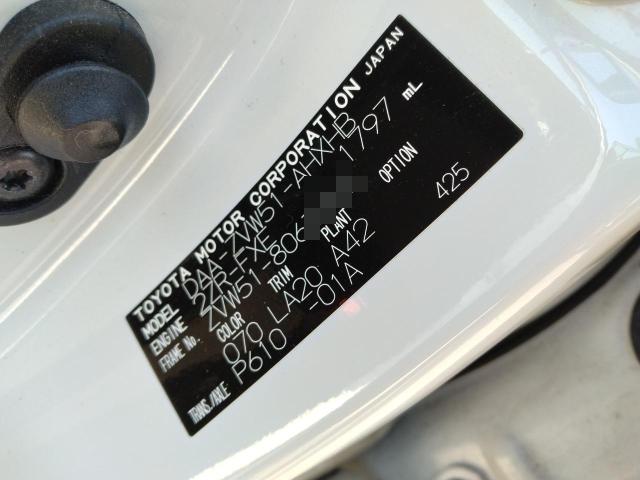 TOYOTA MOTOR CORPORATION JAPAN
MODEL DAA-ZVW51-AHXHB
ENGINE 2ZR-FXE 1797 mL
FRAME No. ZVW51-806
COLOR TRIM PLANT OPTION
070 LA20 A42 425
TRANS./AXLE P610 -01A